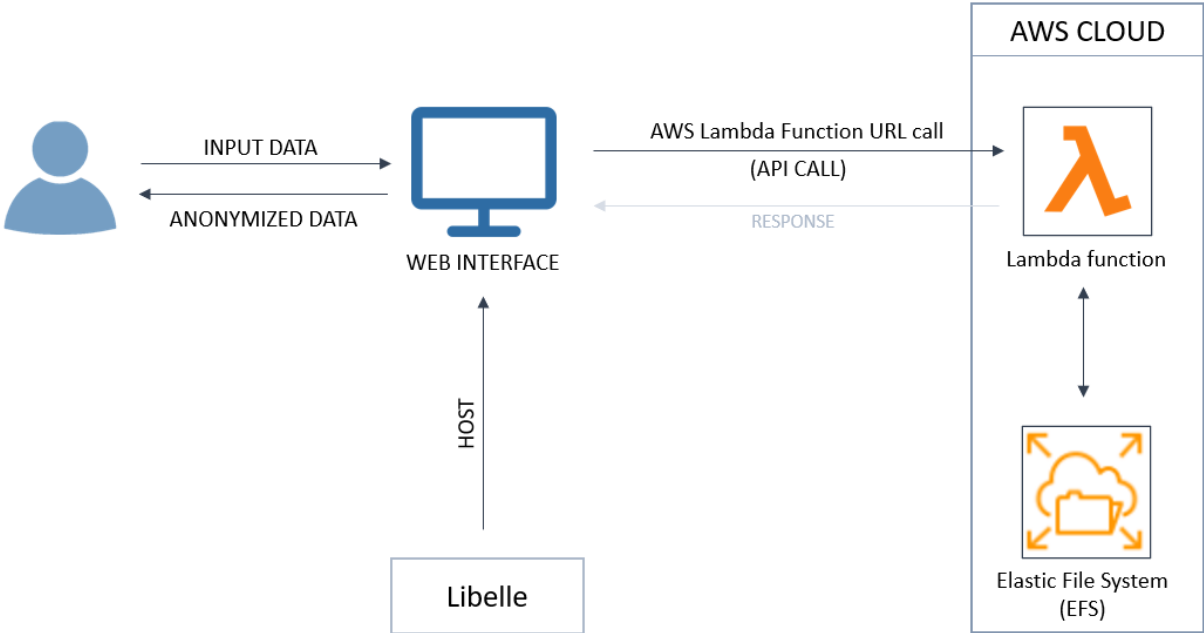 AWS CLOUD
INPUT DATA
ANONYMIZED DATA
WEB INTERFACE
AWS Lambda Function URL call
(API CALL)
RESPONSE
Lambda function
HOST
Libelle
Elastic File System
(EFS)